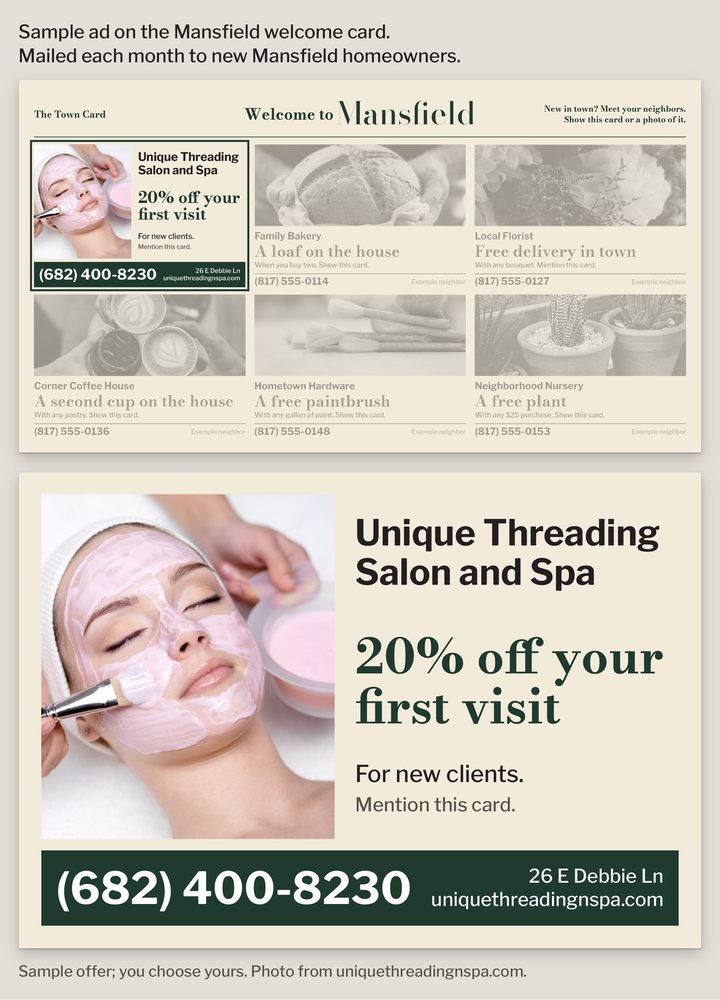 Sample ad on the Mansfield welcome card.
Mailed each month to new Mansfield homeowners.
The Town Card
Welcome to Mansfield
New in town? Meet your neighbors.
Show this card or a photo of it.
Unique Threading
Salon and Spa
20% off your
first visit
For new clients.
Mention this card.
(682) 400-8230
26 E Debbie Ln
uniquethreadingnspa.com
Family Bakery
A loaf on the house
When you buy two. Show this card.
(817) 555-0114
Example neighbor
Local Florist
Free delivery in town
With any bouquet. Mention this card.
(817) 555-0127
Example neighbor
Corner Coffee House
A second cup on the house
With any pastry. Show this card.
(817) 555-0136
Example neighbor
Hometown Hardware
A free paintbrush
With any gallon of paint. Show this card.
(817) 555-0148
Example neighbor
Neighborhood Nursery
A free plant
With any $25 purchase. Show this card.
(817) 555-0153
Example neighbor
Unique Threading
Salon and Spa
20% off your
first visit
For new clients.
Mention this card.
(682) 400-8230
26 E Debbie Ln
uniquethreadingnspa.com
Sample offer; you choose yours. Photo from uniquethreadingnspa.com.